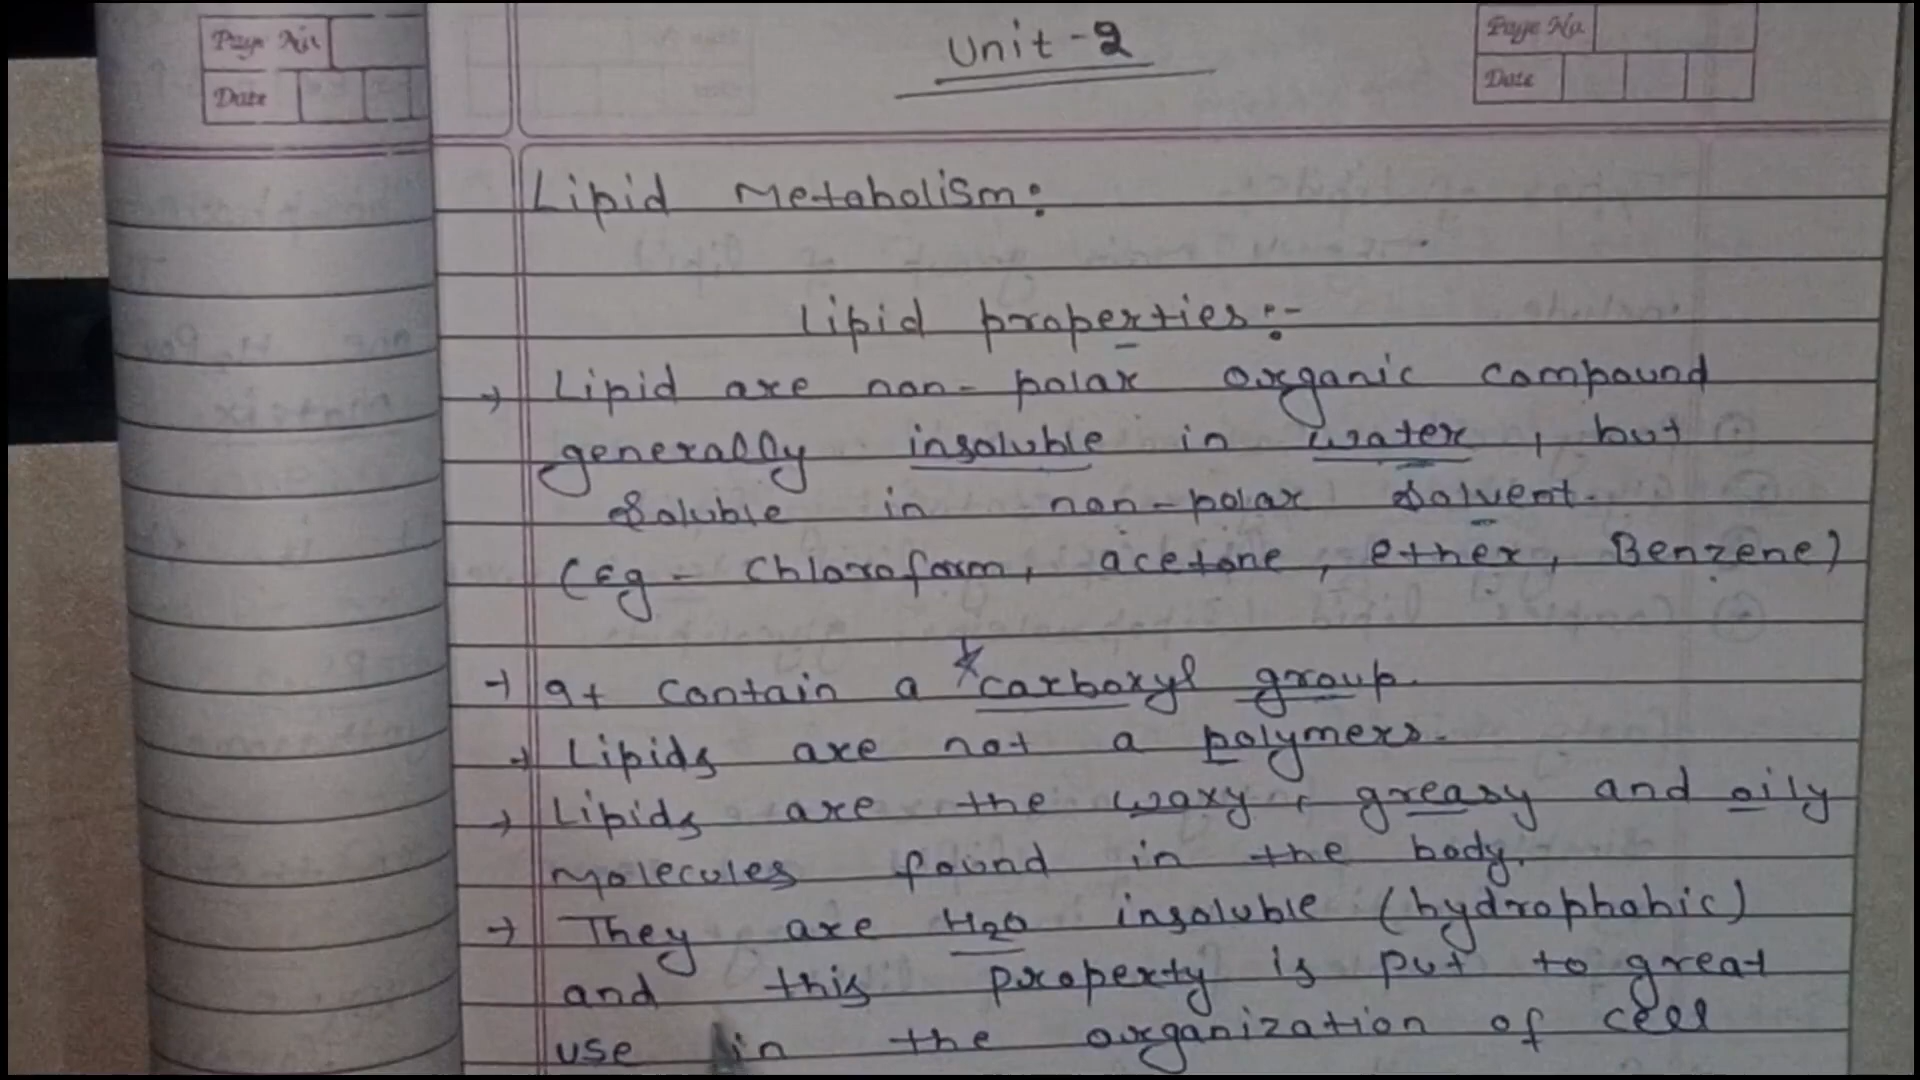 Page No.
Date
Unit - 2
Page No.
Date
Lipid Metabolism:
Lipid properties :-
→ Lipid are non-polar organic compound
generally insoluble in water, but
Soluble in non-polar Solvent.
(Eg - Chloroform, acetone, ether, Benzene)
→ It contain a *carboxyl group.
→ Lipids are not a polymers.
→ Lipids are the waxy, greasy and oily
Molecules found in the body.
→ They are H2O insoluble (hydrophobic)
and this property is put to great
use in the organization of cell